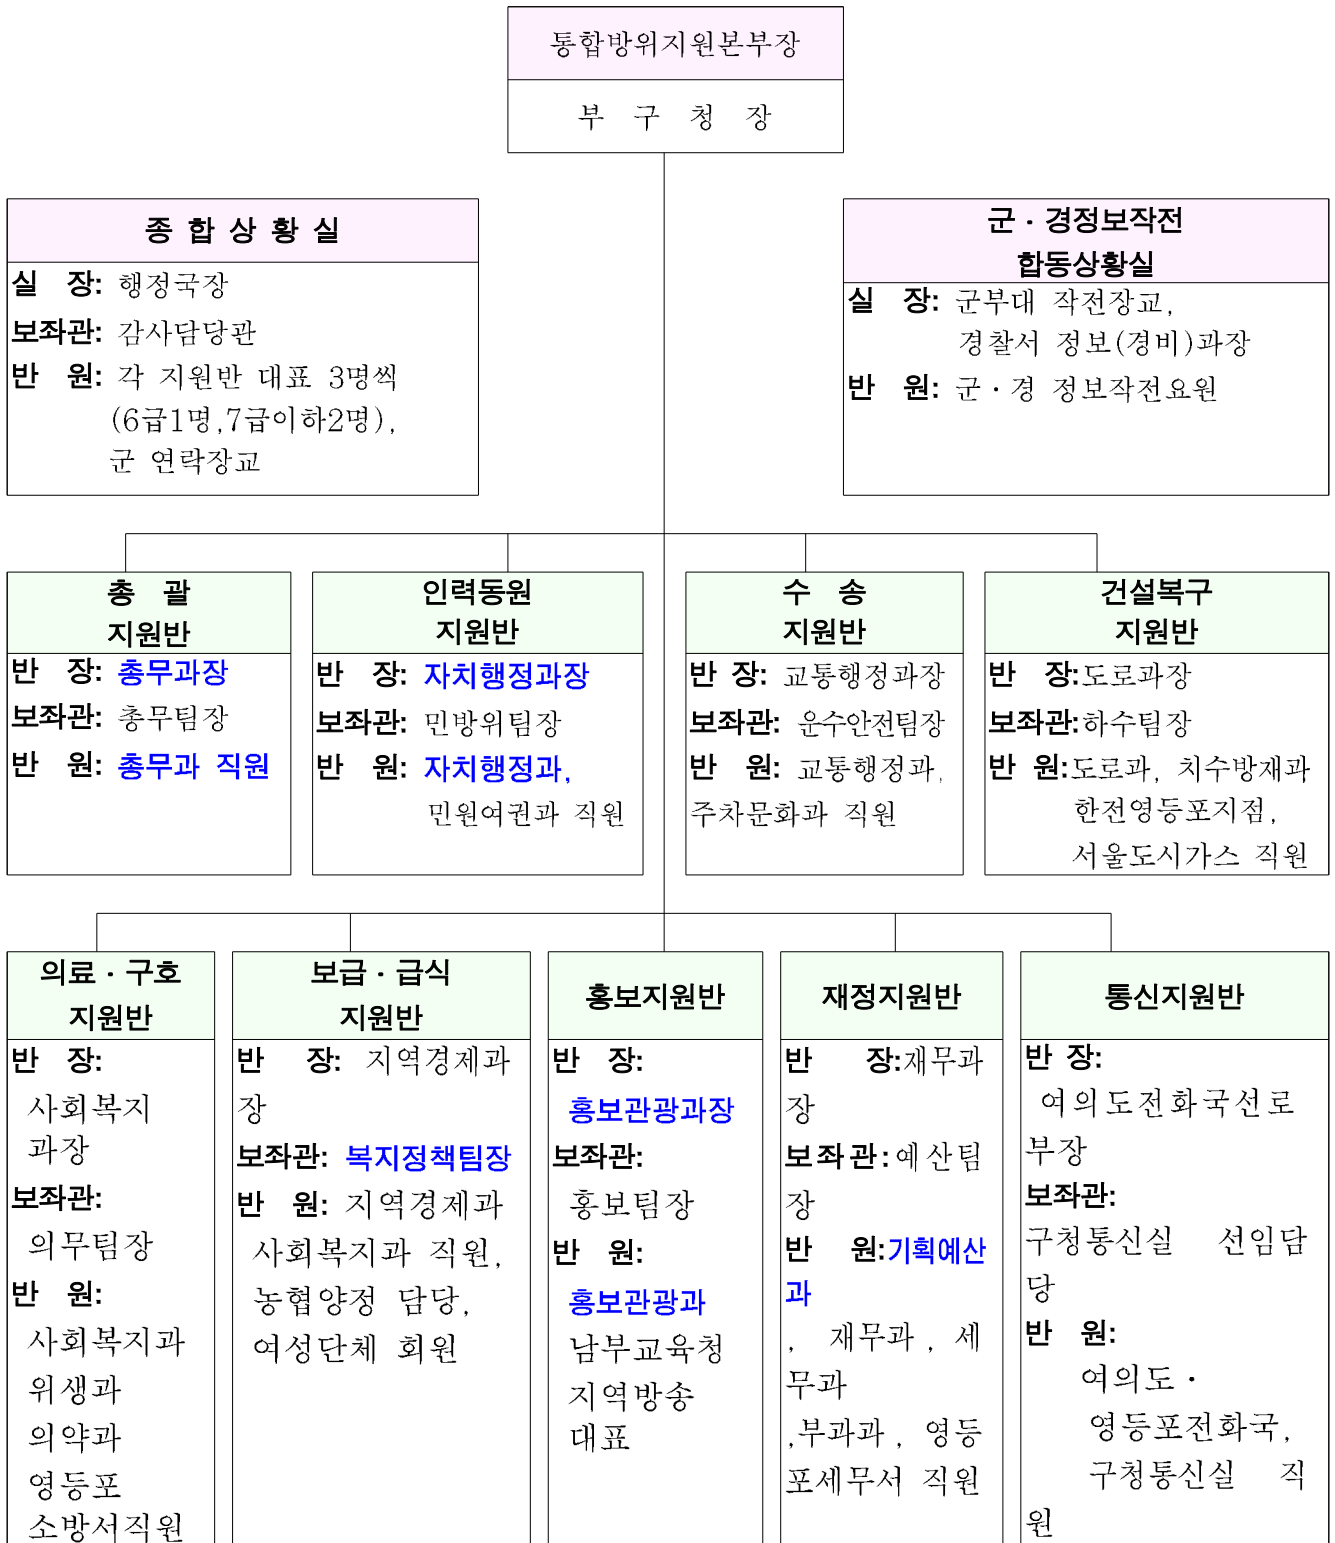 통합방위지원본부장
부 구 청 장
종 합 상 황 실
실 장: 행정국장
보좌관: 감사담당관
반 원: 각 지원반 대표 3명씩
(6급1명,7급이하2명),
군 연락장교
군 · 경정보작전
합동상황실
실 장: 군부대 작전장교,
경찰서 정보(경비)과장
반 원: 군 · 경 정보작전요원
총 괄
지원반
반 장: 총무과장
보좌관: 총무팀장
반 원: 총무과 직원
인력동원
지원반
반 장: 자치행정과장
보좌관: 민방위팀장
반 원: 자치행정과,
민원여권과 직원
수 송
지원반
반 장: 교통행정과장
보좌관: 운수안전팀장
반 원: 교통행정과,
주차문화과 직원
건설복구
지원반
반 장:도로과장
보좌관:하수팀장
반 원:도로과, 치수방재과
한전영등포지점,
서울도시가스 직원
의료 · 구호
지원반
반 장:
사회복지
과장
보좌관:
의무팀장
반 원:
사회복지과
위생과
의약과
영등포
소방서직원
보급 · 급식
지원반
반 장: 지역경제과
장
보좌관: 복지정책팀장
반 원: 지역경제과
사회복지과 직원,
농협양정 담당,
여성단체 회원
홍보지원반
반 장:
홍보관광과장
보좌관:
홍보팀장
반 원:
홍보관광과
남부교육청
지역방송
대표
재정지원반
반 장:재무과
장
보좌관:예산팀
장
반 원:기획예산
과
, 재무과, 세
무과
,부과과, 영등
포세무서 직원
통신지원반
반 장:
여의도전화국선로
부장
보좌관:
구청통신실 선임담
당
반 원:
여의도 ·
영등포전화국,
구청통신실 직
원